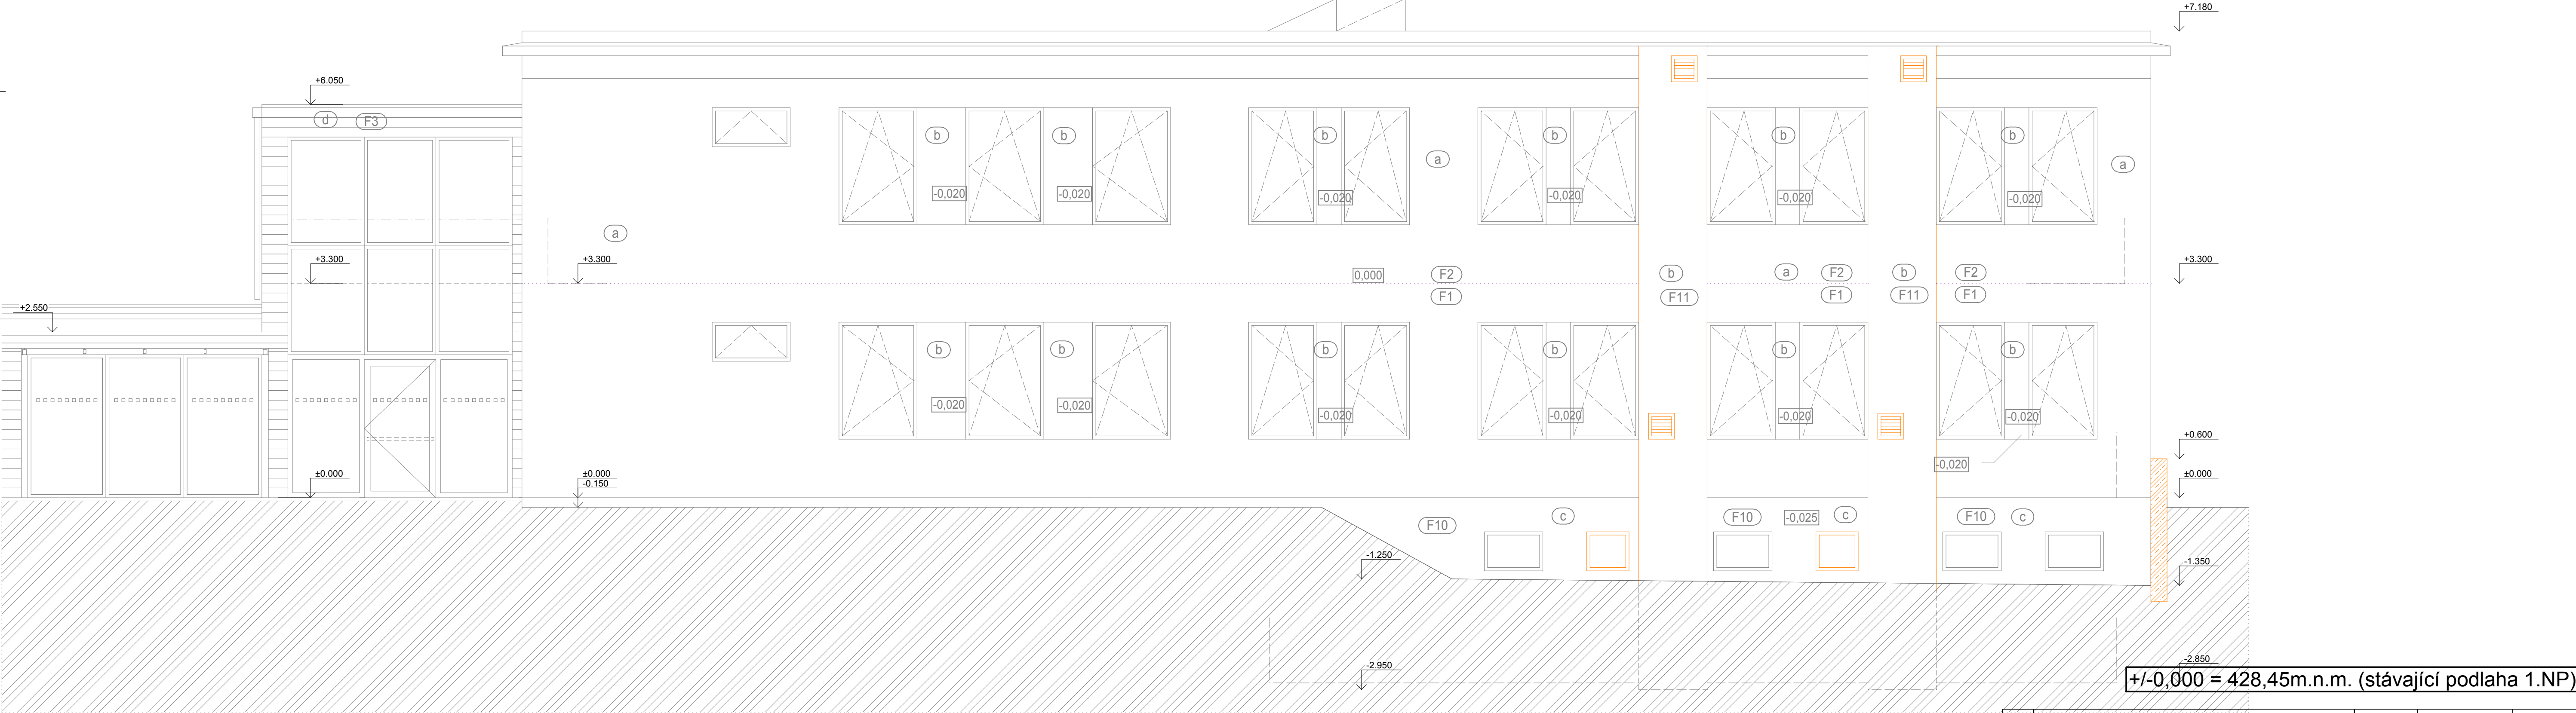 +7.180
+6.050
d F3
b b b b b b
a a
-0,020 -0,020 -0,020 -0,020 -0,020 -0,020
a
+3.300 +3.300 +3.300
0,000 F2 b a F2 b F2
F1 F11 F1 F11 F1
+2.550
b b b b b b
-0,020 -0,020 -0,020 -0,020 -0,020 -0,020
+0.600
-0,020
±0.000 ±0.000 ±0.000
-0.150
F10 c F10 -0,025 c F10 c
-1.250 -1.350
-2.950 -2.850
+/-0,000 = 428,45m.n.m. (stávající podlaha 1.NP)